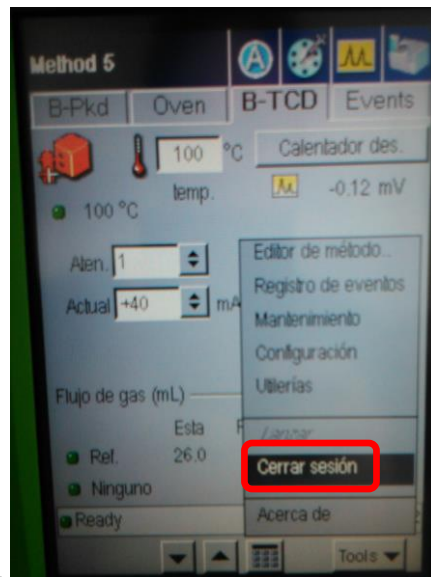 Method 5
B-Pkd Oven B-TCD Events
100 °C Calentador des.
temp. -0.12 mV
100 °C
Aten. 1 Editor de método...
Registro de eventos
Actual +40 mA
Mantenimiento
Configuración
Utilerías
Flujo de gas (mL)
Esta
Lanzar
Ref. 26.0
Cerrar sesión
Ninguno
Ready Acerca de
Tools